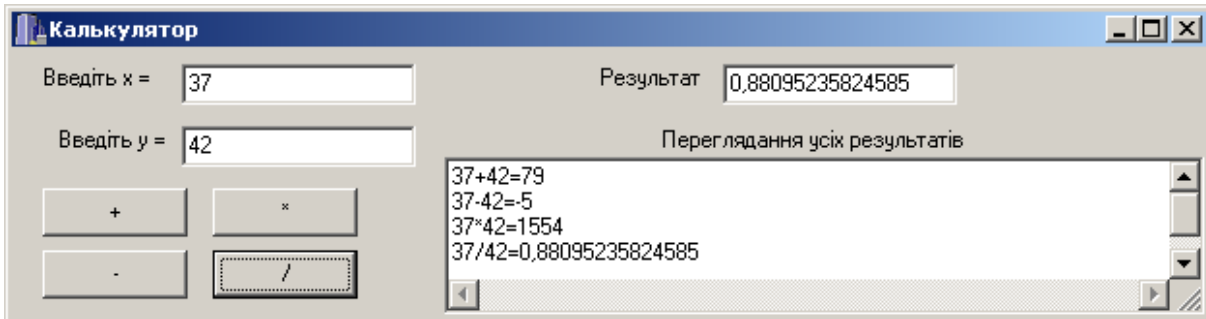 Калькулятор
Введіть x =
37
Результат
0,88095235824585
Введіть y =
42
Переглядання усіх результатів
37+42=79
37-42=-5
37*42=1554
37/42=0,88095235824585
+
*
-
/